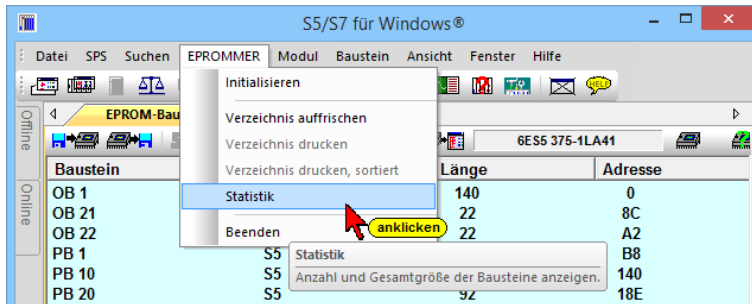 S5/S7 für Windows®
Datei SPS Suchen EPROMMER Modul Baustein Ansicht Fenster Hilfe
HELP
Initialisieren
Verzeichnis auffrischen
Verzeichnis drucken
Verzeichnis drucken, sortiert
Statistik
Beenden
anklicken
Statistik
Anzahl und Gesamtgröße der Bausteine anzeigen.
Offline
Online
EPROM-Bau
6ES5 375-1LA41
Baustein Länge Adresse
OB 1 140 0
OB 21 22 8C
OB 22 22 A2
PB 1 S5 B8
PB 10 S5 140
PB 20 S5 92 18E